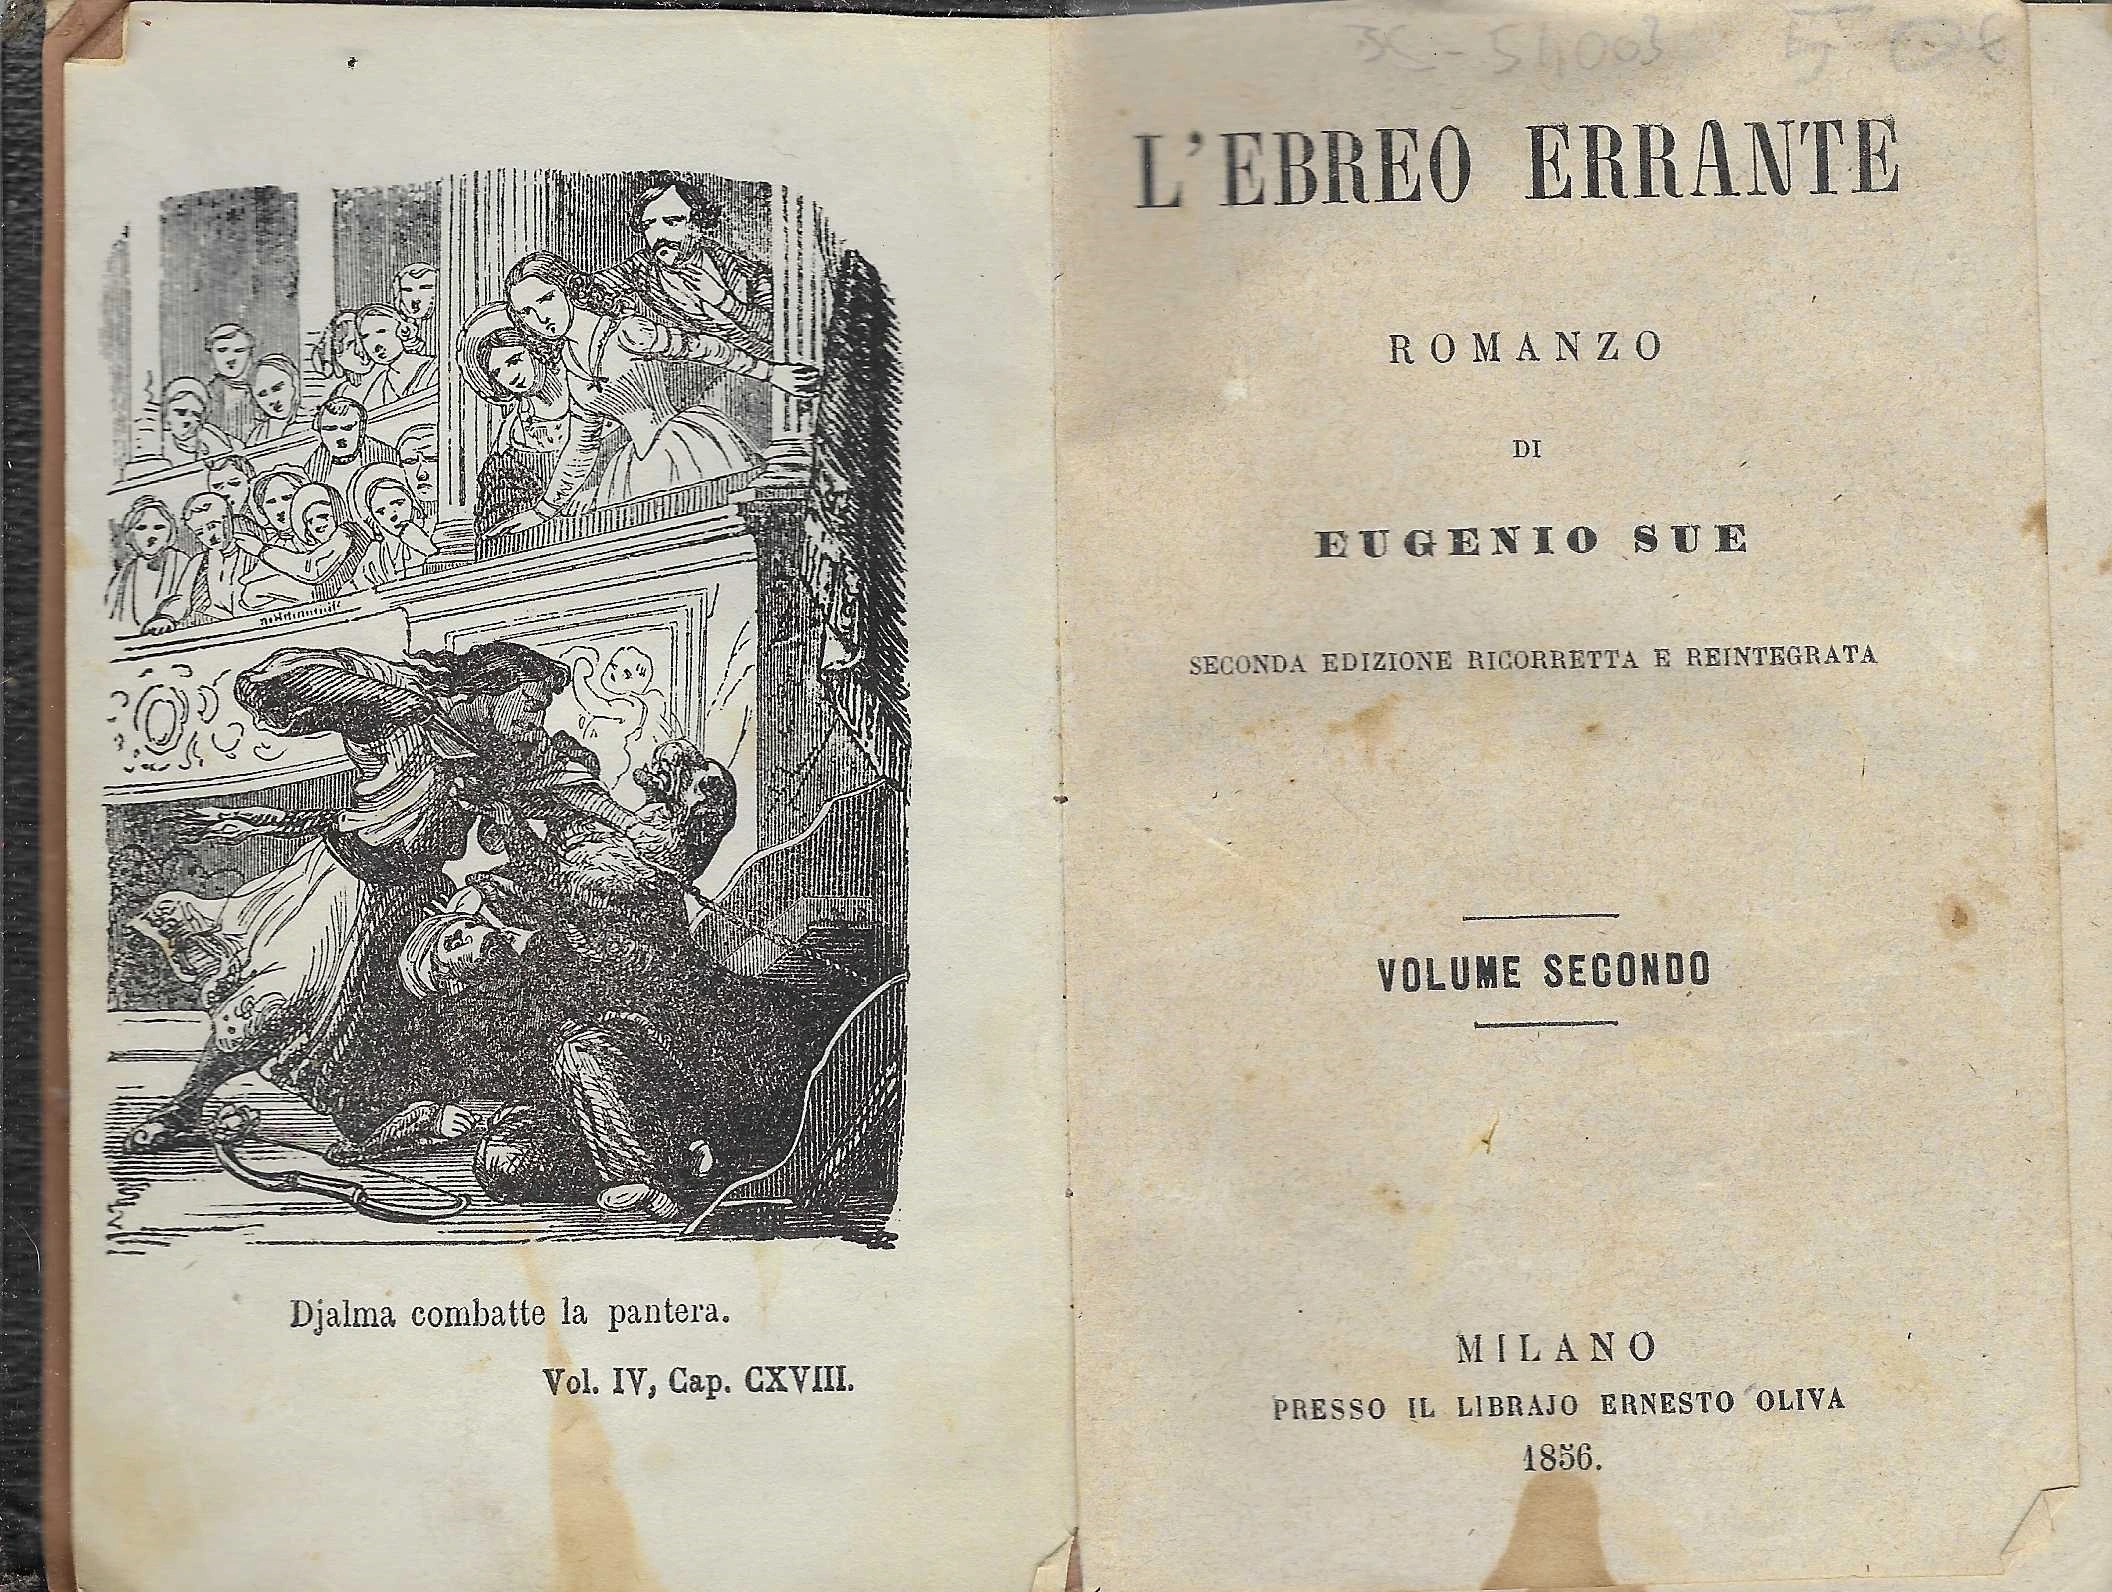 Djalma combatte la pantera.
Vol. IV, Cap. CXVIII.
L'EBREO ERRANTE
ROMANZO
DI
EUGENIO SUE
SECONDA EDIZIONE RICORRETTA E REINTEGRATA
VOLUME SECONDO
MILANO
PRESSO IL LIBRAJO ERNESTO OLIVA
1856.